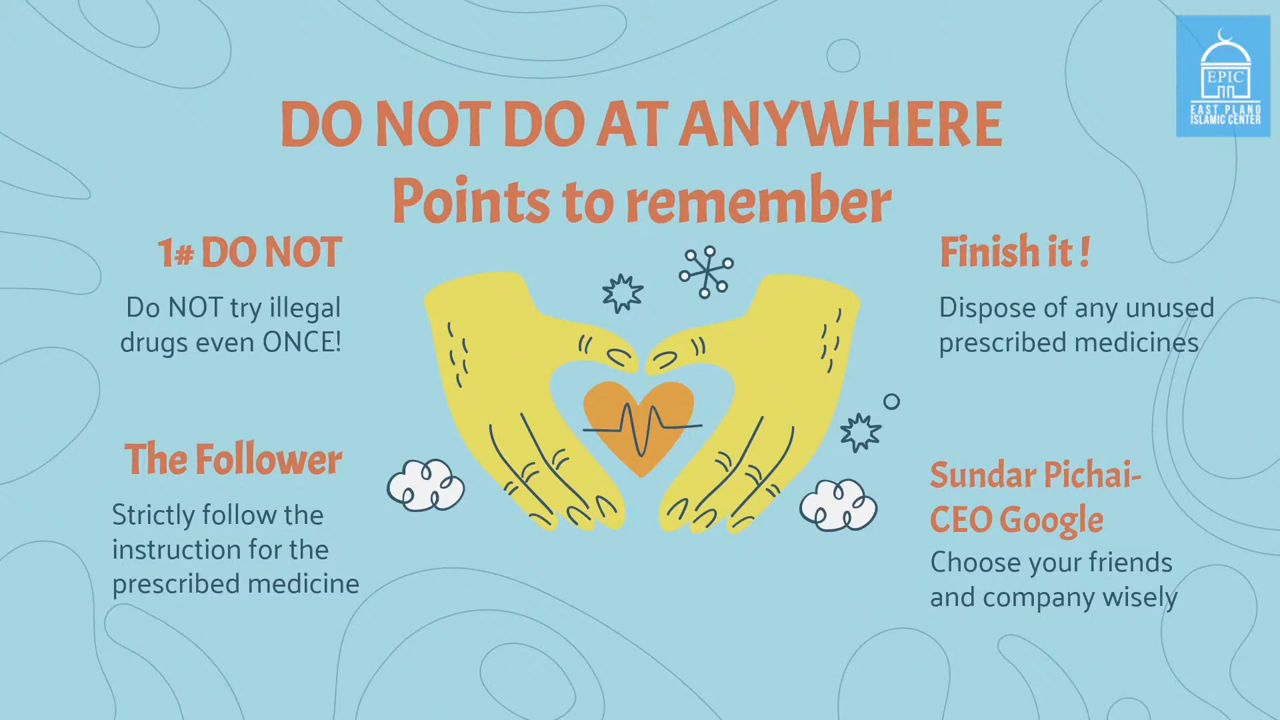 EPIC
EAST PLANO
ISLAMIC CENTER
DO NOT DO AT ANYWHERE
Points to remember
1# DO NOT
Do NOT try illegal
drugs even ONCE!
Finish it !
Dispose of any unused
prescribed medicines
The Follower
Strictly follow the
instruction for the
prescribed medicine
Sundar Pichai-
CEO Google
Choose your friends
and company wisely